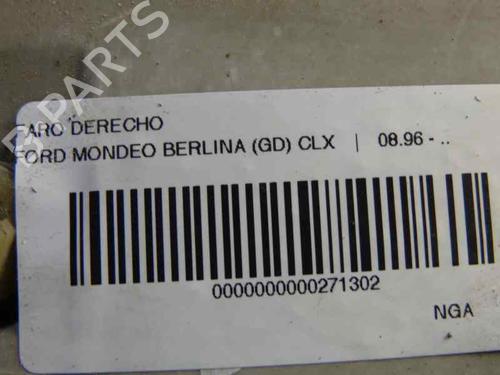 FARO DERECHO
FORD MONDEO BERLINA (GD) CLX | 08.96 - ..
0000000000271302
NGA
B-PARTS